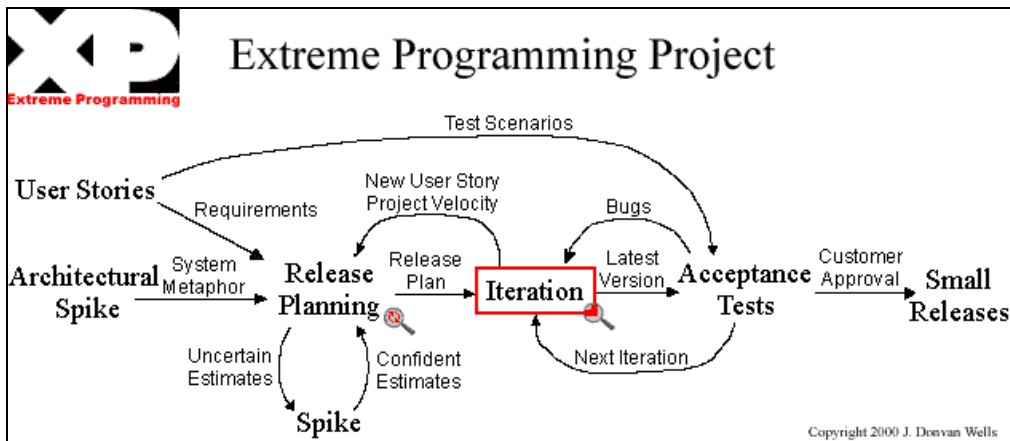 XP
Extreme Programming
Extreme Programming Project
Test Scenarios
User Stories
Requirements
New User Story
Project Velocity
Bugs
Architectural
Spike
System
Metaphor
Release
Planning
Release
Plan
Iteration
Latest
Version
Acceptance
Tests
Customer
Approval
Small
Releases
Uncertain
Estimates
Confident
Estimates
Next Iteration
Spike
Copyright 2000 J. Donvan Wells